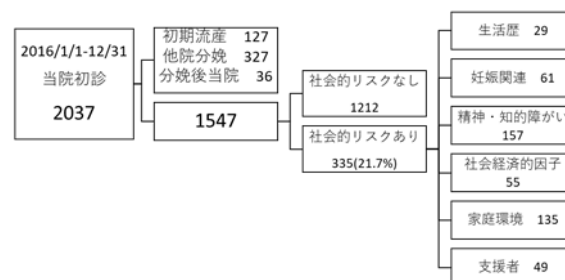 2016/1/1-12/31
当院初診
2037
初期流産 127
他院分娩 327
分娩後当院 36
1547
社会的リスクなし
1212
社会的リスクあり
335(21.7%)
生活歴 29
妊娠関連 61
精神・知的障がい
157
社会経済的因子
55
家庭環境 135
支援者 49